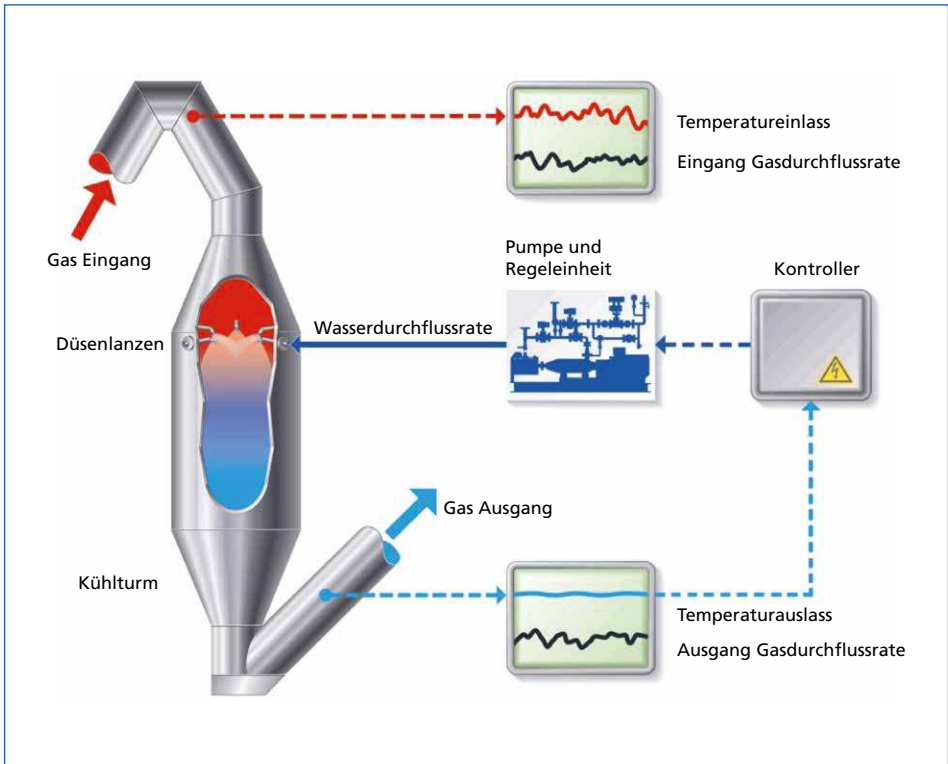 Temperatureinlass
Eingang Gasdurchflussrate
Gas Eingang
Pumpe und
Regeleinheit
Kontroller
Düsenlanzen
Wasserdurchflussrate
Gas Ausgang
Kühlturm
Temperaturauslass
Ausgang Gasdurchflussrate